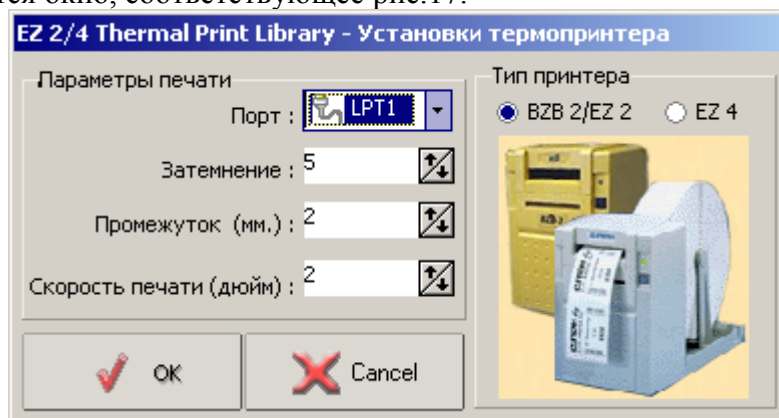 тся окно, соответствующее рис.17.
EZ 2/4 Thermal Print Library - Установки термопринтера
Параметры печати
Порт : LPT1
Затемнение : 5
Промежуток (мм.) : 2
Скорость печати (дюйм) : 2
OK
Cancel
Тип принтера
BZB 2/EZ 2
EZ 4